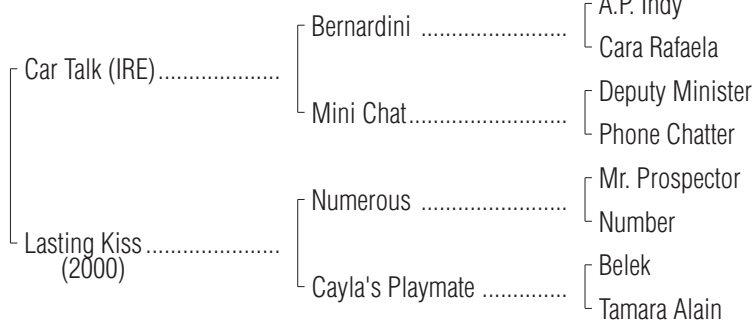 A.P. Indy
Bernardini ........................
Cara Rafaela
Car Talk (IRE)....................
Deputy Minister
Mini Chat..........................
Phone Chatter
Mr. Prospector
Numerous ........................
Number
Lasting Kiss ......................
(2000)
Belek
Cayla's Playmate ..............
Tamara Alain